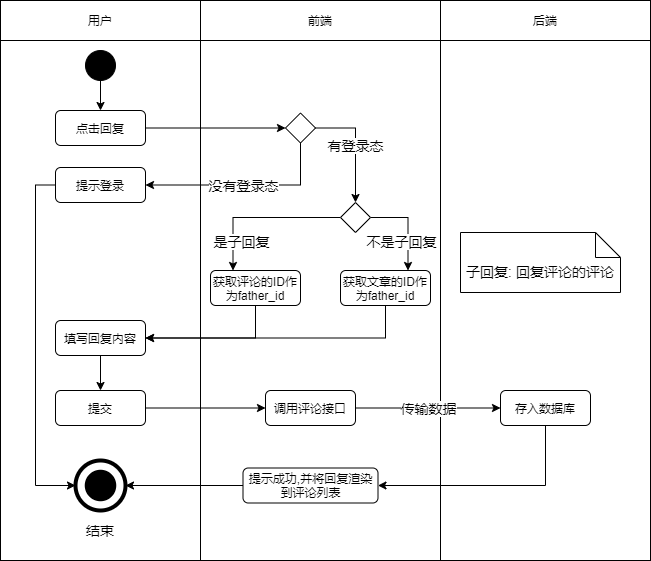 用户
前端
后端
点击回复
有登录态
提示登录
没有登录态
是子回复
不是子回复
子回复: 回复评论的评论
获取评论的ID作
为father_id
获取文章的ID作
为father_id
填写回复内容
提交
调用评论接口
传输数据
存入数据库
提示成功,并将回复渲染
到评论列表
结束